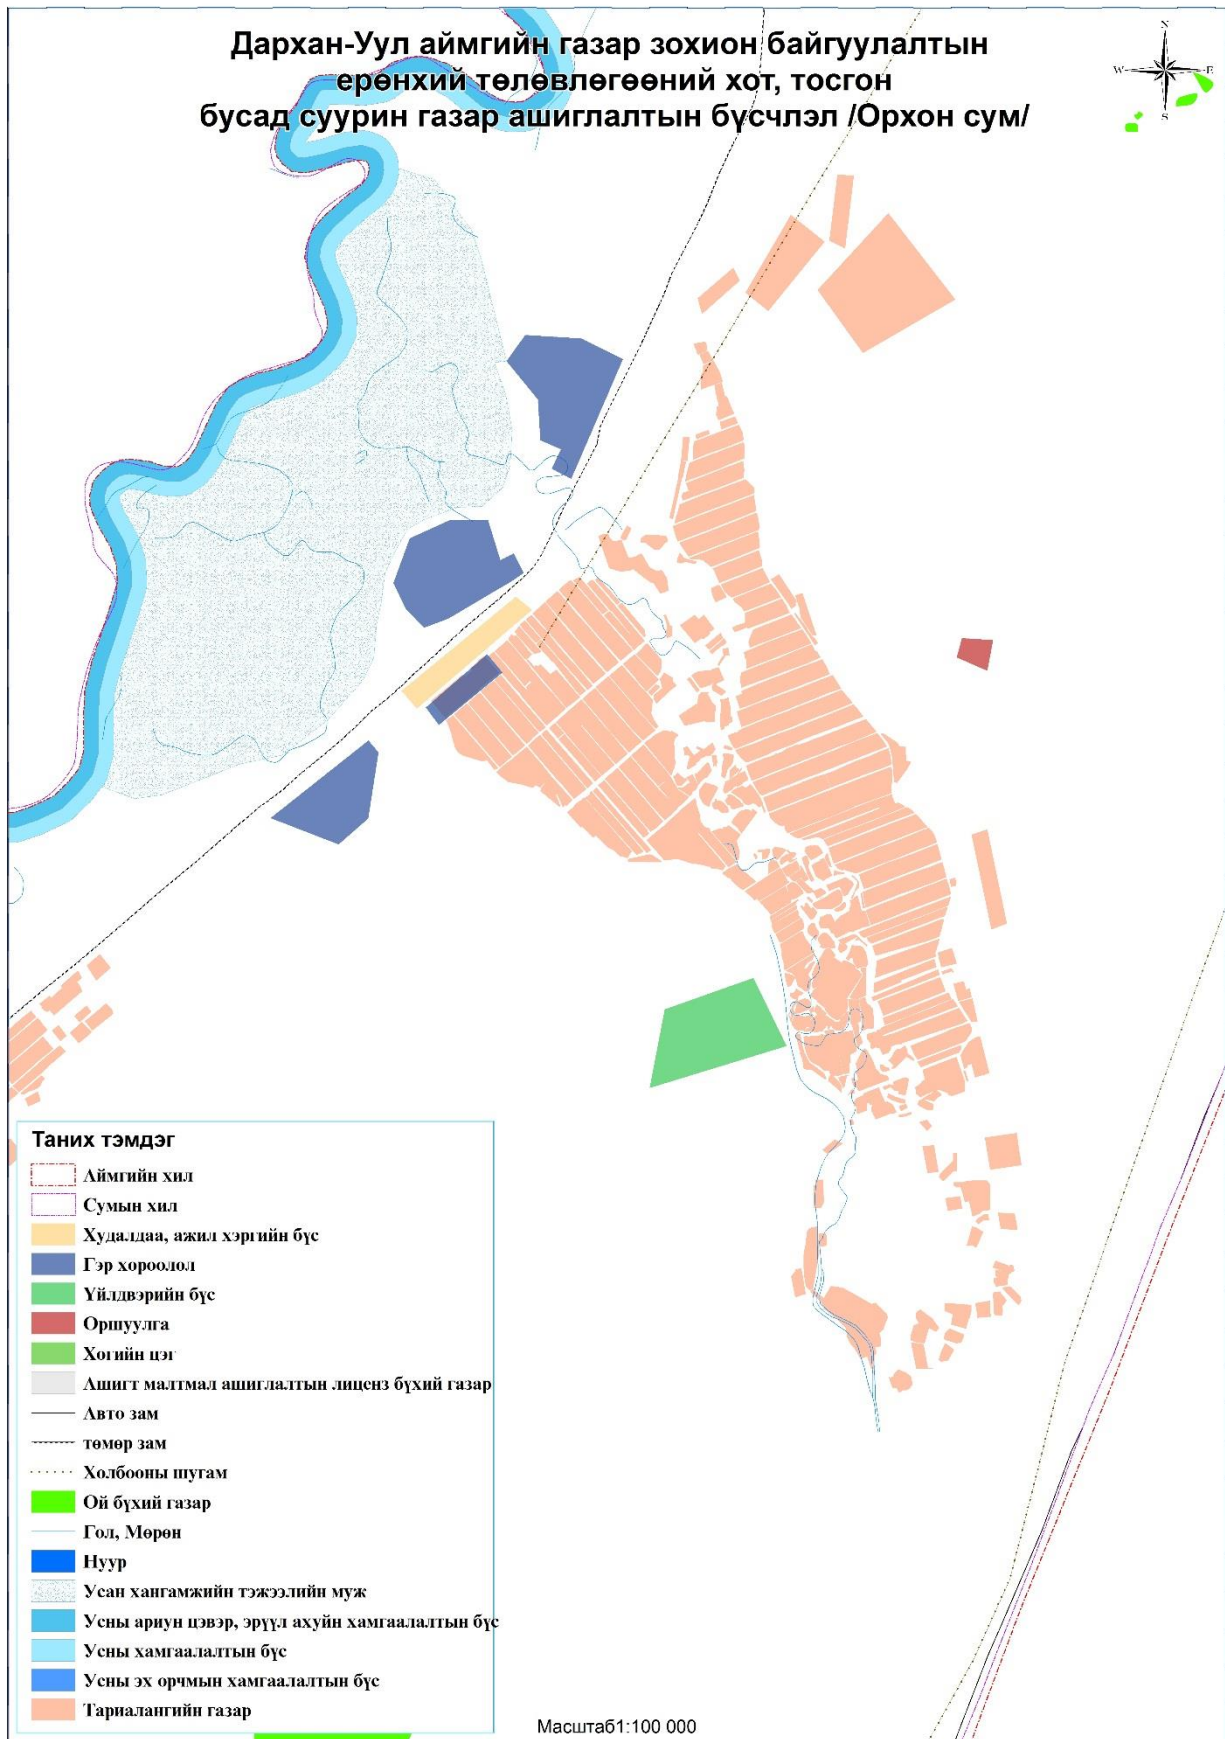 Дархан-Уул аймгийн газар зохион байгуулалтын
ерөнхий төлөвлөгөөний хот, тосгон
бусад суурин газар ашиглалтын бүсчлэл /Орхон сум/
N
W
E
S
Таних тэмдэг
Аймгийн хил
Сумын хил
Худалдаа, ажил хэргийн бүс
Гэр хороолол
Үйлдвэрийн бүс
Оршуулга
Хогийн цэг
Ашигт малтмал ашиглалтын лиценз бүхий газар
Авто зам
төмөр зам
Холбооны шугам
Ой бүхий газар
Гол, Мөрөн
Нуур
Усан хангамжийн тэжээлийн муж
Усны ариун цэвэр, эрүүл ахуйн хамгаалалтын бүс
Усны хамгаалалтын бүс
Усны эх орчмын хамгаалалтын бүс
Тариалангийн газар
Масштаб1:100 000